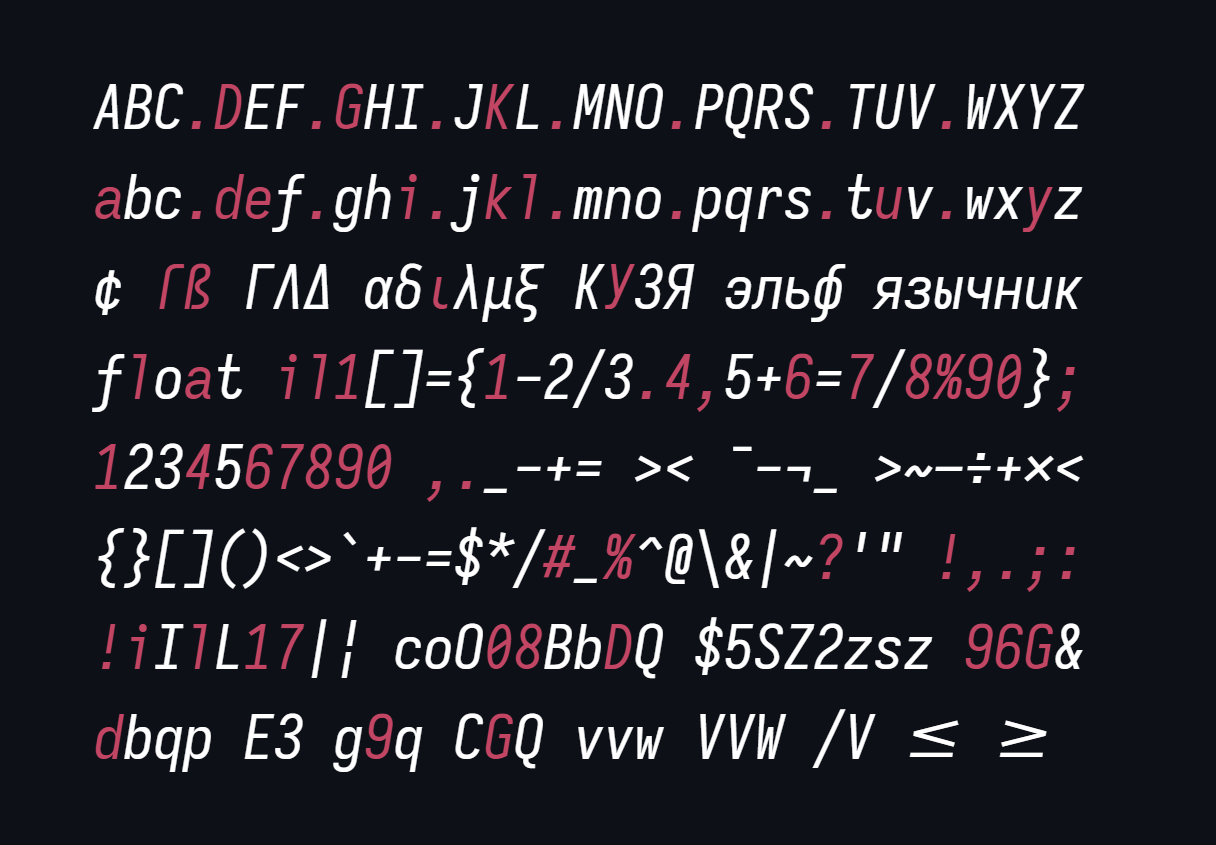 ABC.DEF.GHI.JKL.MNO.PQRS.TUV.WXYZ
abc.def.ghi.jkl.mno.pqrs.tuv.wxyz
¢ ſß ΓΛΔ αδιλμξ КУЗЯ эльф язычник
float il1[]={1-2/3.4,5+6=7/8%90};
1234567890 ,._-+= >< ¯-¬_ >~–÷+×<
{}[]()<>`+-=$*/#_%^@\&|~?'" !,.;:
!iIlL17|¦ coO08BbDQ $5SZ2zsz 96G&
dbqp E3 g9q CGQ vvw VVW /V ≤ ≥